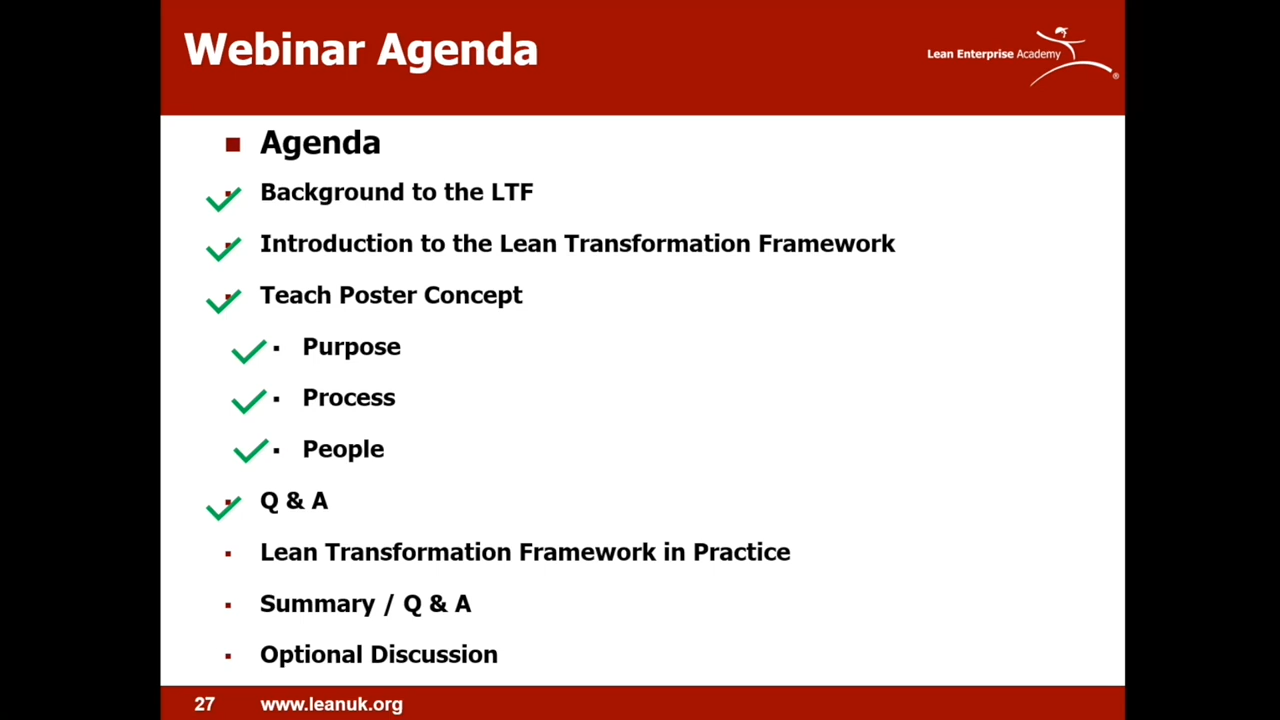 Webinar Agenda
Lean Enterprise Academy
®
Agenda
Background to the LTF
Introduction to the Lean Transformation Framework
Teach Poster Concept
Purpose
Process
People
Q & A
Lean Transformation Framework in Practice
Summary / Q & A
Optional Discussion
27 www.leanuk.org